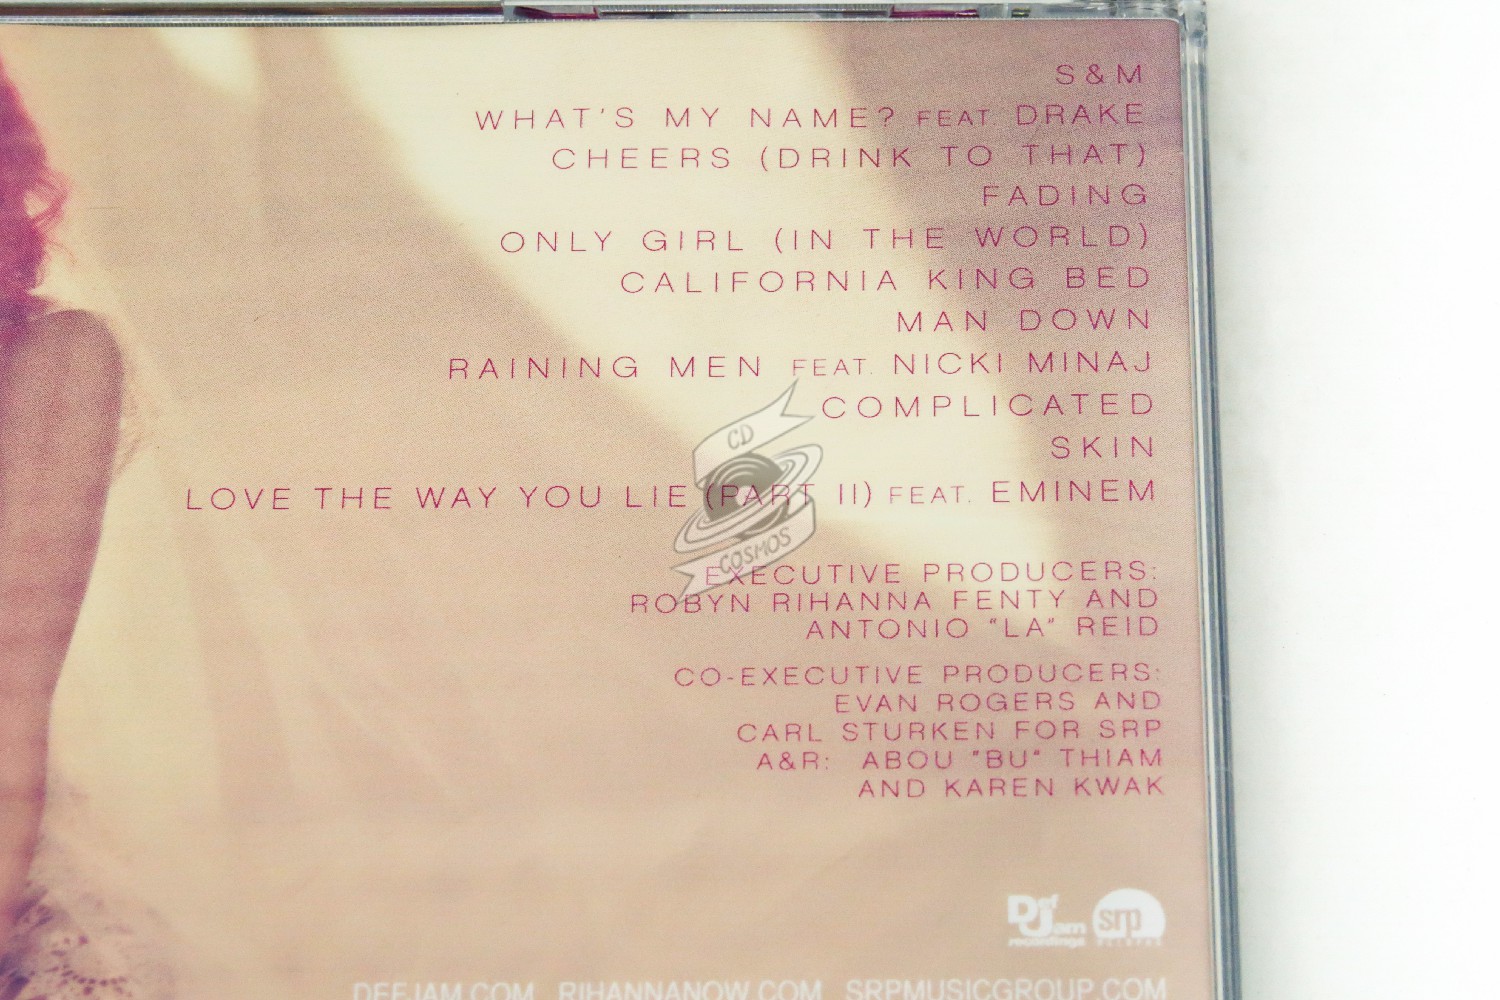 S&M
WHAT'S MY NAME? FEAT. DRAKE
CHEERS (DRINK TO THAT)
FADING
ONLY GIRL (IN THE WORLD)
CALIFORNIA KING BED
MAN DOWN
RAINING MEN FEAT. NICKI MINAJ
COMPLICATED
SKIN
LOVE THE WAY YOU LIE (PART II) FEAT. EMINEM
CD
COSMOS
EXECUTIVE PRODUCERS:
ROBYN RIHANNA FENTY AND
ANTONIO "LA" REID
CO-EXECUTIVE PRODUCERS:
EVAN ROGERS AND
CARL STURKEN FOR SRP
A&R: ABOU "BU" THIAM
AND KAREN KWAK
Def Jam
recordings
srp
RECORDS
DEFJAM.COM RIHANNANOW.COM SRPMUSICGROUP.COM